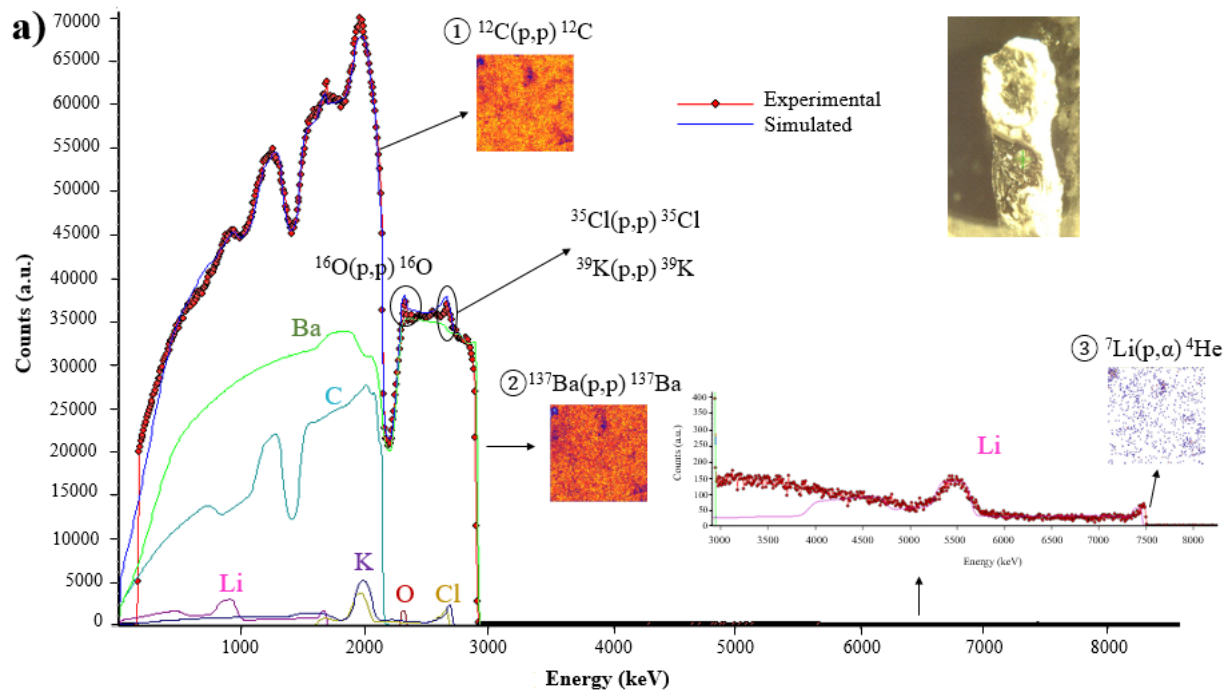 a)
① ¹²C(p,p) ¹²C
Experimental
Simulated
³⁵Cl(p,p) ³⁵Cl
³⁹K(p,p) ³⁹K
¹⁶O(p,p) ¹⁶O
② ¹³⁷Ba(p,p) ¹³⁷Ba
③ ⁷Li(p,α) ⁴He
Ba
C
Li
K
O
Cl
Counts (a.u.)
70000
65000
60000
55000
50000
45000
40000
35000
30000
25000
20000
15000
10000
5000
0
1000 2000 3000 4000 5000 6000 7000 8000
Energy (keV)
Li
Counts (a.u.)
400
350
300
250
200
150
100
50
0
3000 3500 4000 4500 5000 5500 6000 6500 7000 7500 8000
Energy (keV)